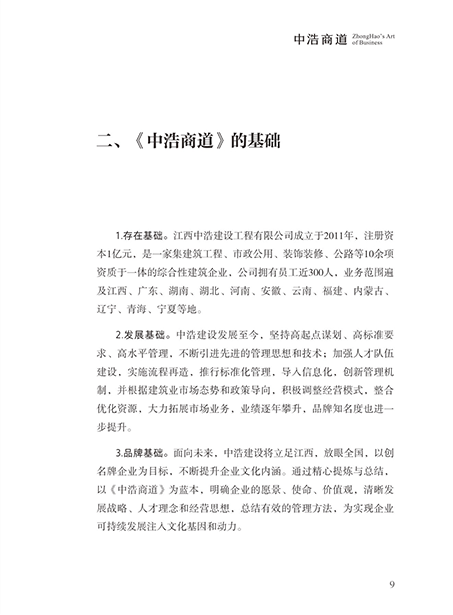 中浩商道 ZhongHao's Art
of Business
二、《中浩商道》的基础
1.存在基础。江西中浩建设工程有限公司成立于2011年，注册资
本1亿元，是一家集建筑工程、市政公用、装饰装修、公路等10余项
资质于一体的综合性建筑企业，公司拥有员工近300人，业务范围遍
及江西、广东、湖南、湖北、河南、安徽、云南、福建、内蒙古、
辽宁、青海、宁夏等地。
2.发展基础。中浩建设发展至今，坚持高起点谋划、高标准要
求、高水平管理，不断引进先进的管理思想和技术；加强人才队伍
建设，实施流程再造，推行标准化管理，导入信息化，创新管理机
制，并根据建筑业市场态势和政策导向，积极调整经营模式，整合
优化资源，大力拓展市场业务，业绩逐年攀升，品牌知名度也进一
步提升。
3.品牌基础。面向未来，中浩建设将立足江西，放眼全国，以创
名牌企业为目标，不断提升企业文化内涵。通过精心提炼与总结，
以《中浩商道》为蓝本，明确企业的愿景、使命、价值观，清晰发
展战略、人才理念和经营思想，总结有效的管理方法，为实现企业
可持续发展注入文化基因和动力。
9